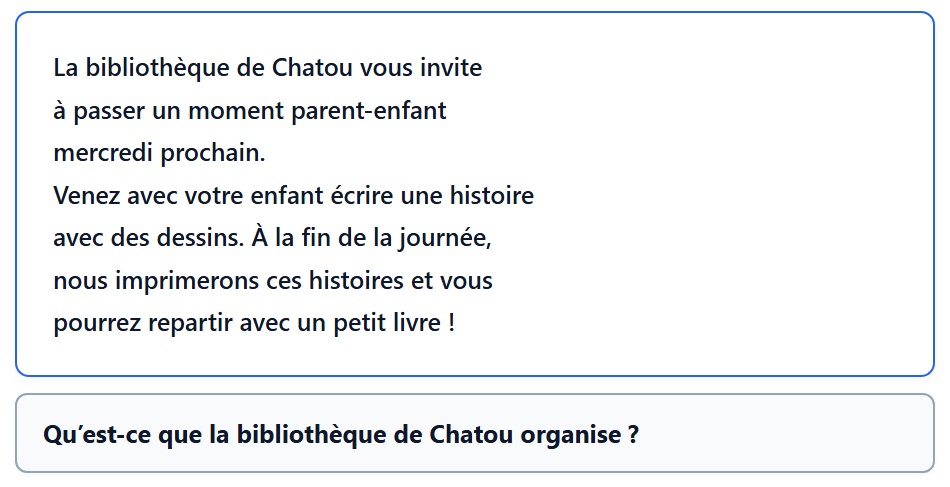 La bibliothèque de Chatou vous invite
à passer un moment parent-enfant
mercredi prochain.
Venez avec votre enfant écrire une histoire
avec des dessins. À la fin de la journée,
nous imprimerons ces histoires et vous
pourrez repartir avec un petit livre !
Qu’est-ce que la bibliothèque de Chatou organise ?